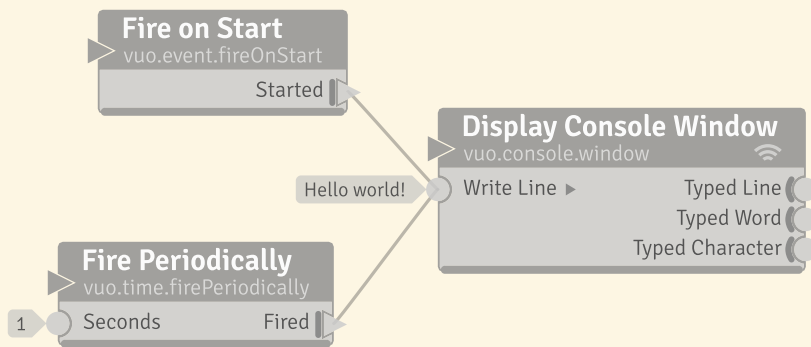 Fire on Start
vuo.event.fireOnStart
Started
Display Console Window
vuo.console.window
Hello world!
Write Line
Typed Line
Typed Word
Typed Character
Fire Periodically
vuo.time.firePeriodically
1
Seconds
Fired